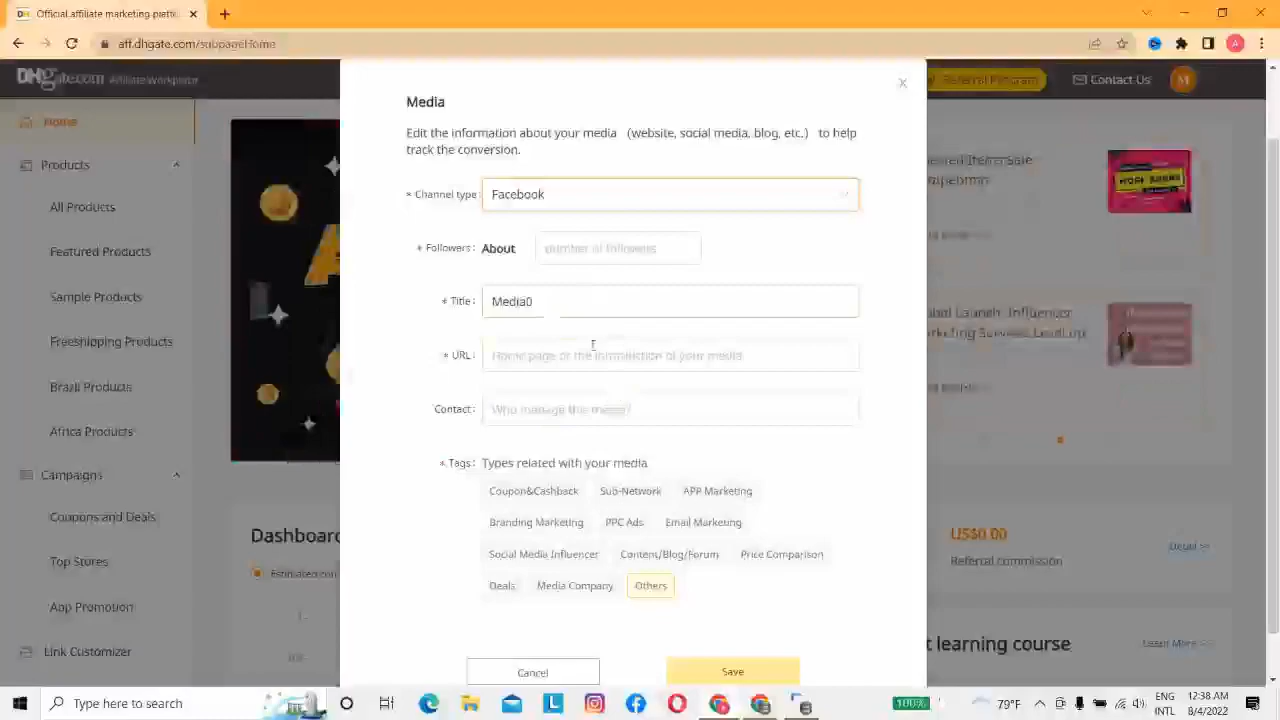 Official affiliate marketing-platf
aff.dhgate.com/subpanel/home
DHgate.com Affiliate Workplace
Referral Program
Contact Us
M
Home
Products
All Products
Featured Products
Sample Products
Freeshipping Products
Brazil Products
Africa Products
Campaigns
Coupons and Deals
Top Stores
App Promotion
Link Customizer
X
Media
Edit the information about your media (website, social media, blog, etc.) to help
track the conversion.
* Channel type: Facebook
* Followers: About number of followers
* Title: Media0
* URL: Home page or the introduction of your media
Contact: Who manage this media?
* Tags: Types related with your media
Coupon&Cashback Sub-Network APP Marketing
Branding Marketing PPC Ads Email Marketing
Social Media Influencer Content/Blog/Forum Price Comparison
Deals Media Company Others
Cancel Save
Dashboard
Estimated
US$0.00
Referral commission
Detail >>
t learning course
Learn More >>
Type here to search
100%
79°F
ENG
INTL
12:38 AM
8/4/2022